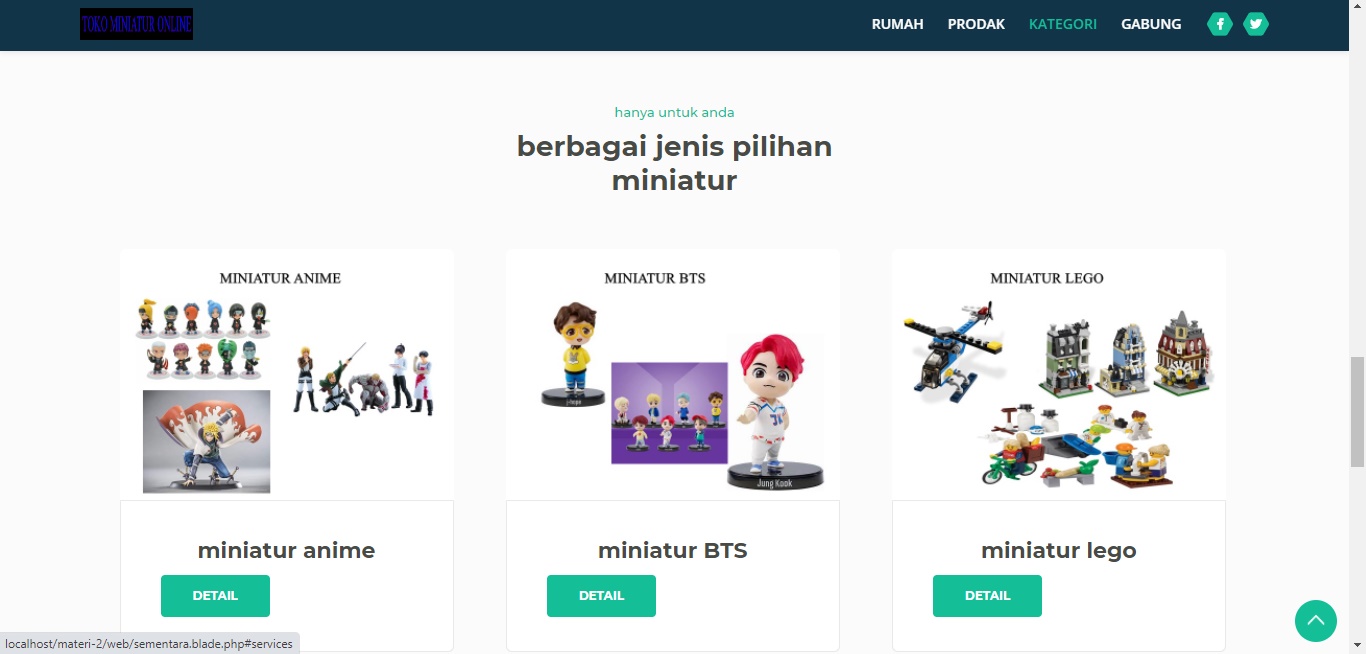 TOKO MINIATUR ONLINE
RUMAH PRODAK KATEGORI GABUNG
hanya untuk anda
berbagai jenis pilihan
miniatur
MINIATUR ANIME
MINIATUR BTS
j-hope
Jung Kook
MINIATUR LEGO
miniatur anime
DETAIL
miniatur BTS
DETAIL
miniatur lego
DETAIL
localhost/materi-2/web/sementara.blade.php#services